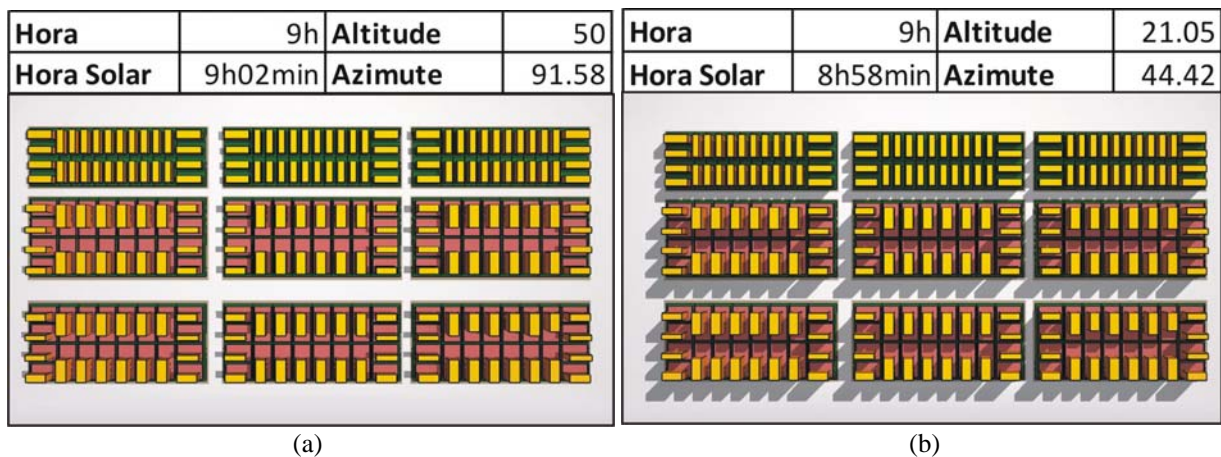 Hora 9h Altitude 50
Hora Solar 9h02min Azimute 91.58
(a)
Hora 9h Altitude 21.05
Hora Solar 8h58min Azimute 44.42
(b)